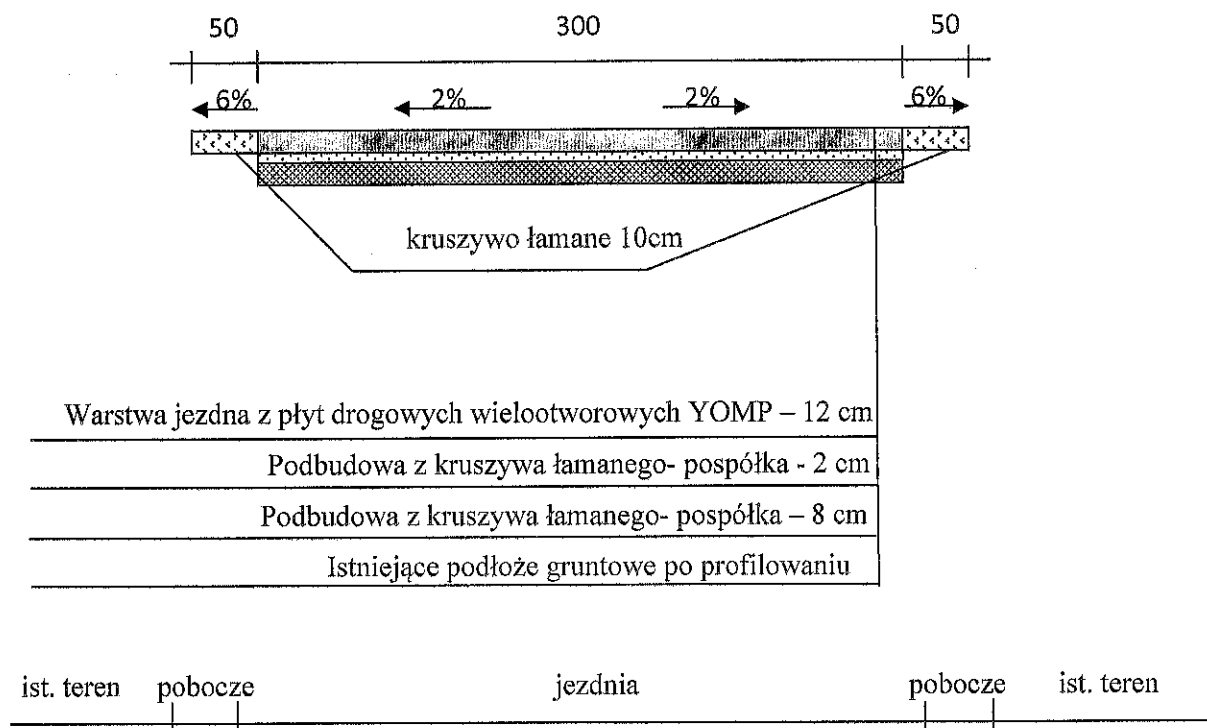 50 300 50
6% 2% 2% 6%
kruszywo łamane 10cm
Warstwa jezdna z płyt drogowych wielootworowych YOMP – 12 cm
Podbudowa z kruszywa łamanego- pospółka - 2 cm
Podbudowa z kruszywa łamanego- pospółka – 8 cm
Istniejące podłoże gruntowe po profilowaniu
ist. teren pobocze jezdnia pobocze ist. teren